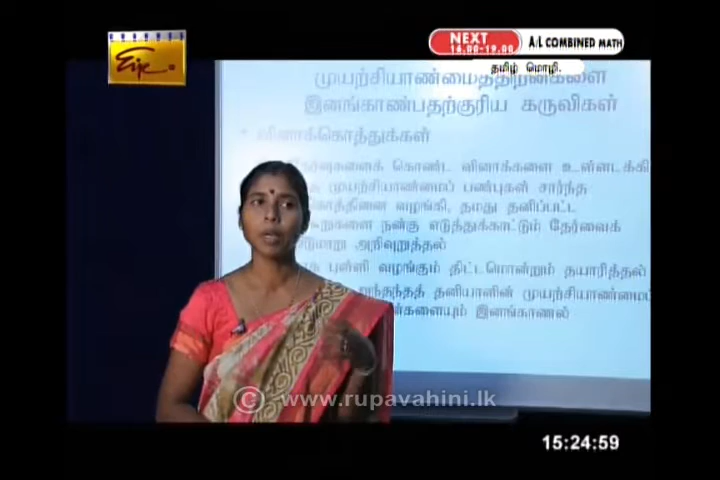 Eye
NEXT
16.00-19.00
A/L COMBINED MATH
தமிழ் மொழி.
முயற்சியாண்மைத்திறன்களை
இனங்காண்பதற்குரிய கருவிகள்
வினாக்கொத்துக்கள்
கொண்ட வினாக்களை உள்ளடக்கி
முயற்சியாண்மைப் பண்புகள் சார்ந்த
வழங்கி, தமது தனிப்பட்ட
நன்கு எடுத்துக்காட்டும் தேர்வைக்
அறிவுறுத்தல்
புள்ளி வழங்கும் திட்டமொன்றும் தயாரித்தல்
தனியாளின் முயற்சியாண்மைப்
இனங்காணல்
© www.rupavahini.lk
15:24:59